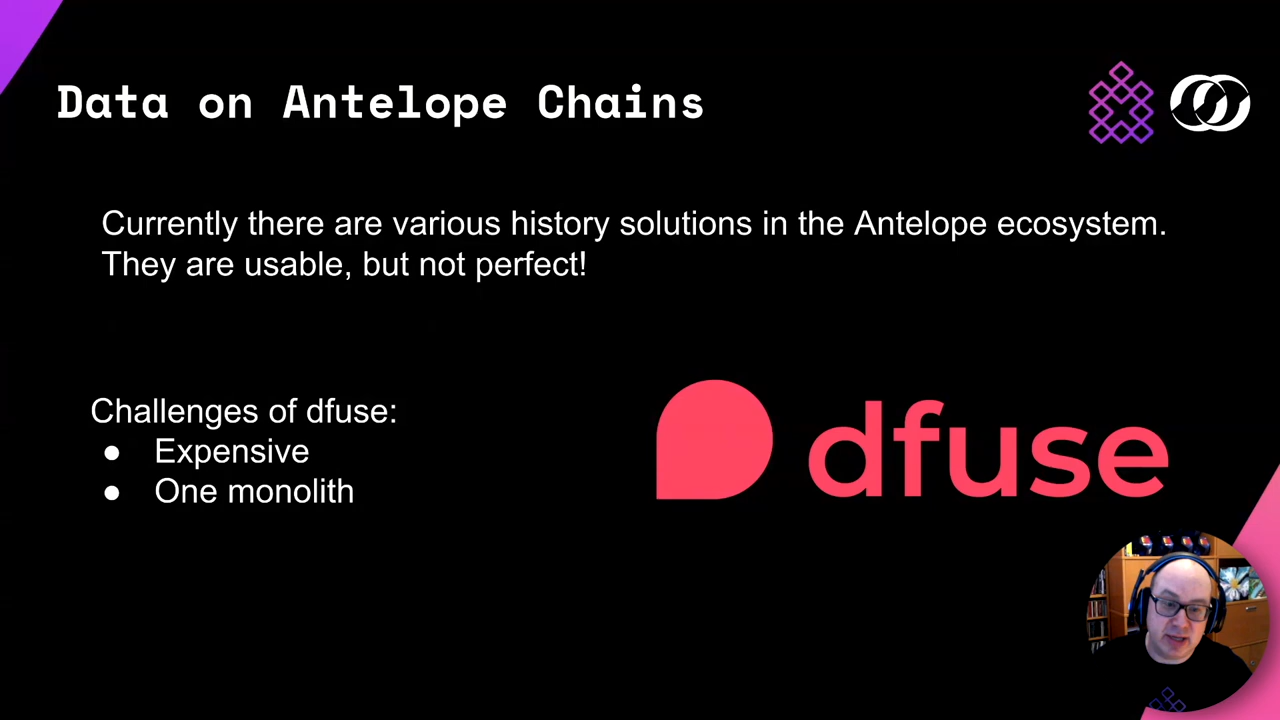 Data on Antelope Chains
Currently there are various history solutions in the Antelope ecosystem.
They are usable, but not perfect!
Challenges of dfuse:
● Expensive
● One monolith
dfuse